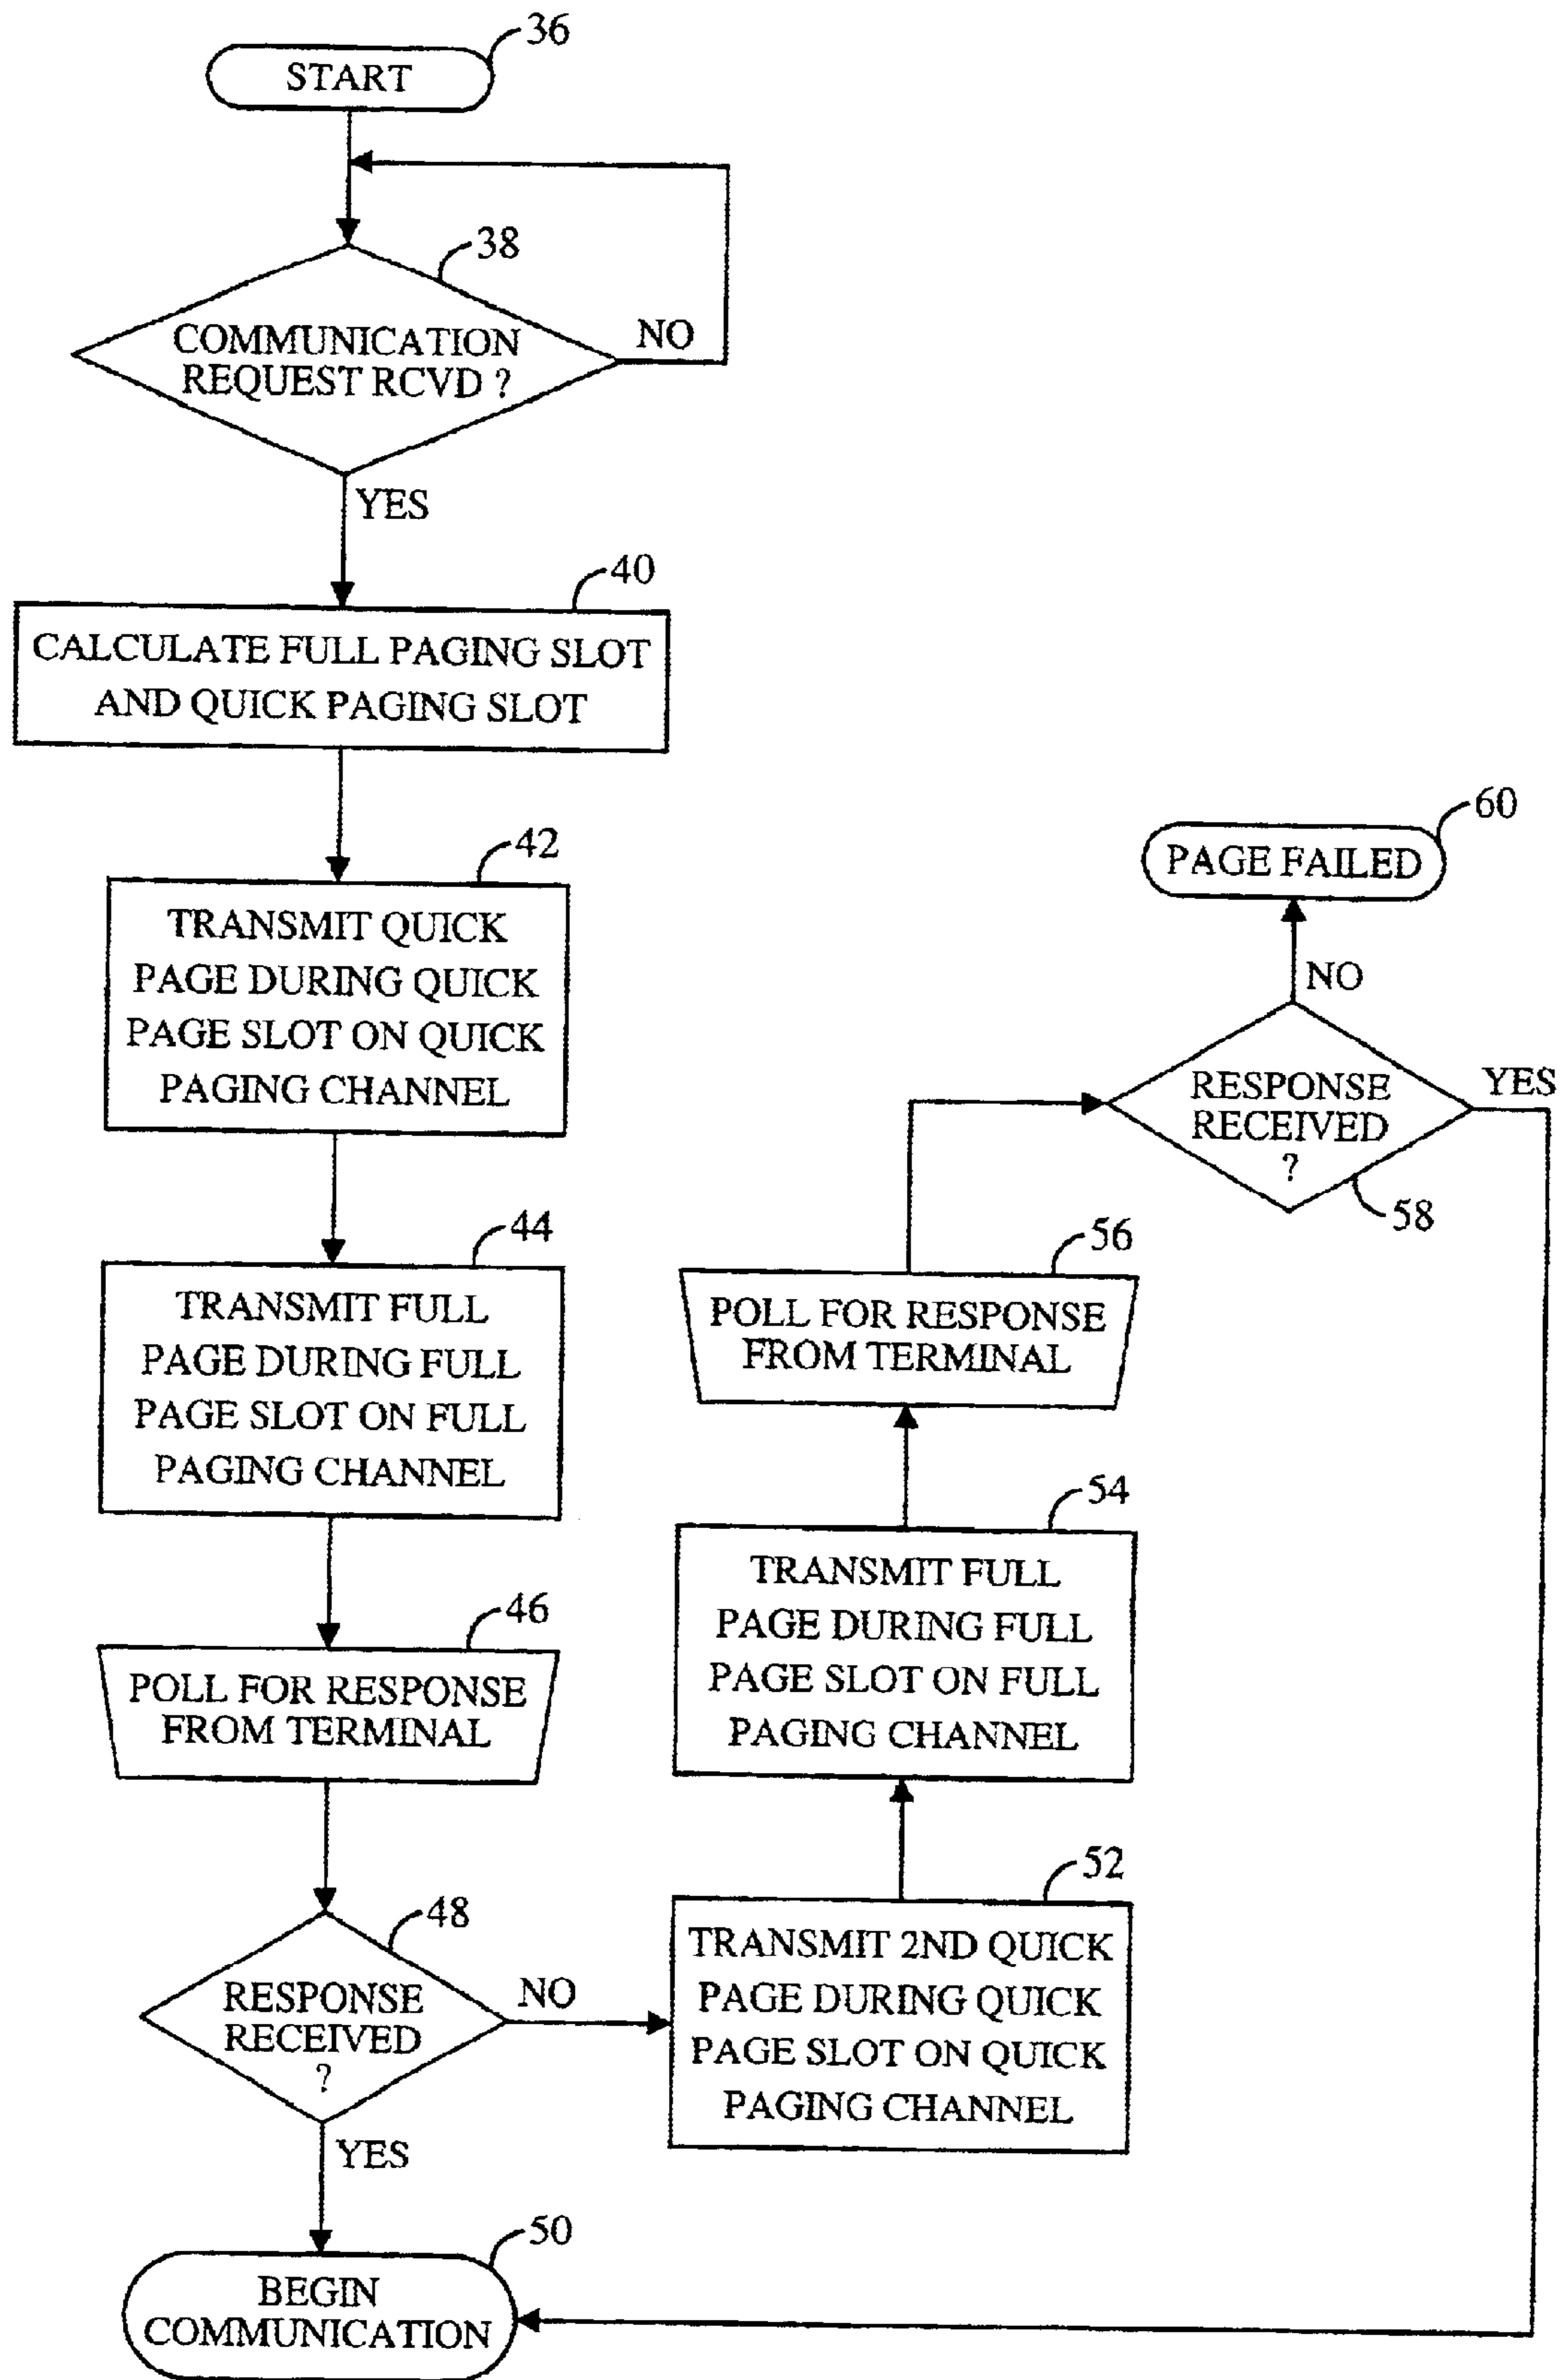 36
START
38
COMMUNICATION
REQUEST RCVD ?
NO
YES
40
CALCULATE FULL PAGING SLOT
AND QUICK PAGING SLOT
42
TRANSMIT QUICK
PAGE DURING QUICK
PAGE SLOT ON QUICK
PAGING CHANNEL
44
TRANSMIT FULL
PAGE DURING FULL
PAGE SLOT ON FULL
PAGING CHANNEL
46
POLL FOR RESPONSE
FROM TERMINAL
48
RESPONSE
RECEIVED
?
NO
YES
50
BEGIN
COMMUNICATION
52
TRANSMIT 2ND QUICK
PAGE DURING QUICK
PAGE SLOT ON QUICK
PAGING CHANNEL
54
TRANSMIT FULL
PAGE DURING FULL
PAGE SLOT ON FULL
PAGING CHANNEL
56
POLL FOR RESPONSE
FROM TERMINAL
58
RESPONSE
RECEIVED
?
YES
NO
60
PAGE FAILED